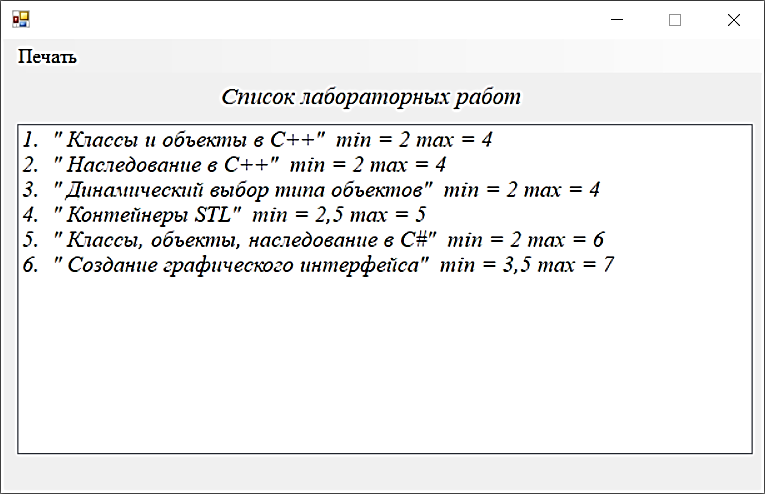 Печать
Список лабораторных работ
1. " Классы и объекты в C++" min = 2 max = 4
2. " Наследование в C++" min = 2 max = 4
3. " Динамический выбор типа объектов" min = 2 max = 4
4. " Контейнеры STL" min = 2,5 max = 5
5. " Классы, объекты, наследование в C#" min = 2 max = 6
6. " Создание графического интерфейса" min = 3,5 max = 7